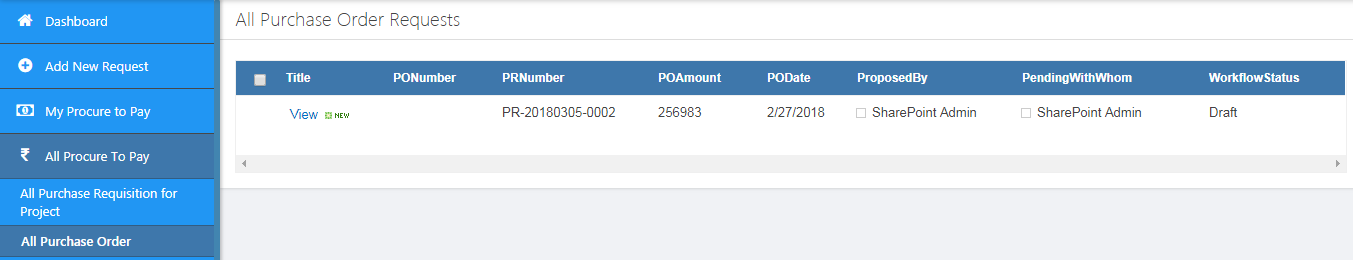 Dashboard
Add New Request
My Procure to Pay
₹ All Procure To Pay
All Purchase Requisition for
Project
All Purchase Order
All Purchase Order Requests
Title PONumber PRNumber POAmount PODate ProposedBy PendingWithWhom WorkflowStatus
View NEW PR-20180305-0002 256983 2/27/2018 SharePoint Admin SharePoint Admin Draft